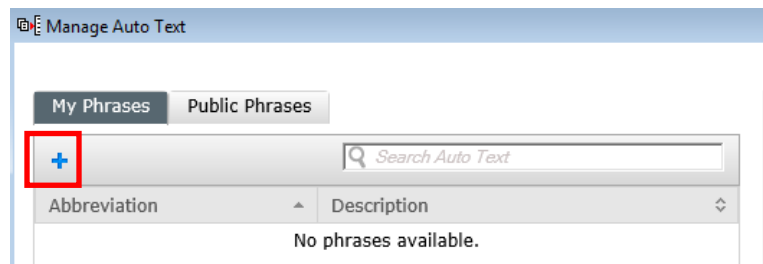 Manage Auto Text
My Phrases Public Phrases
Search Auto Text
Abbreviation Description
No phrases available.